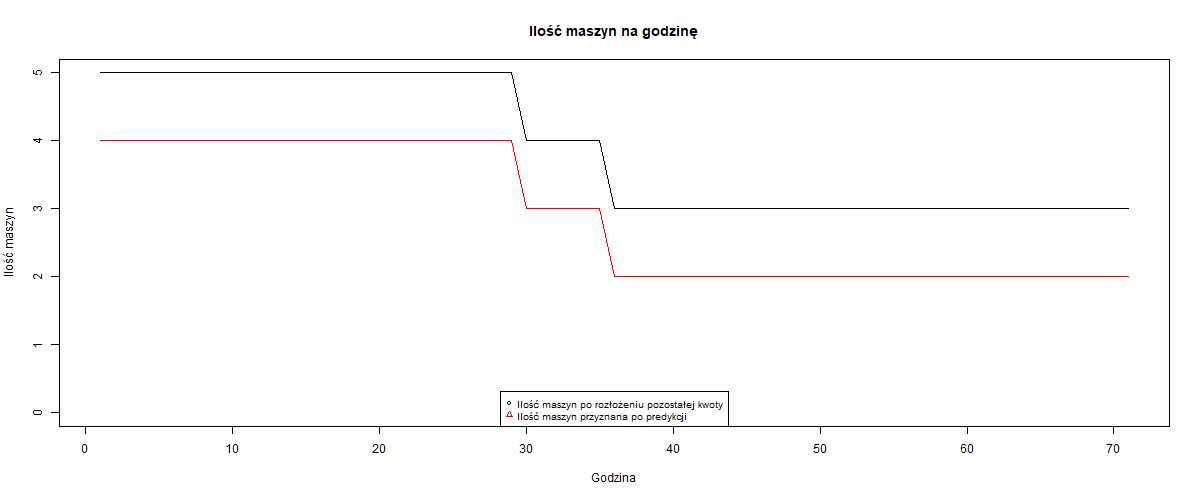 Ilość maszyn na godzinę
Ilość maszyn
5
4
3
2
1
0
Ilość maszyn po rozłożeniu pozostałej kwoty
Ilość maszyn przyznana po predykcji
0 10 20 30 40 50 60 70
Godzina